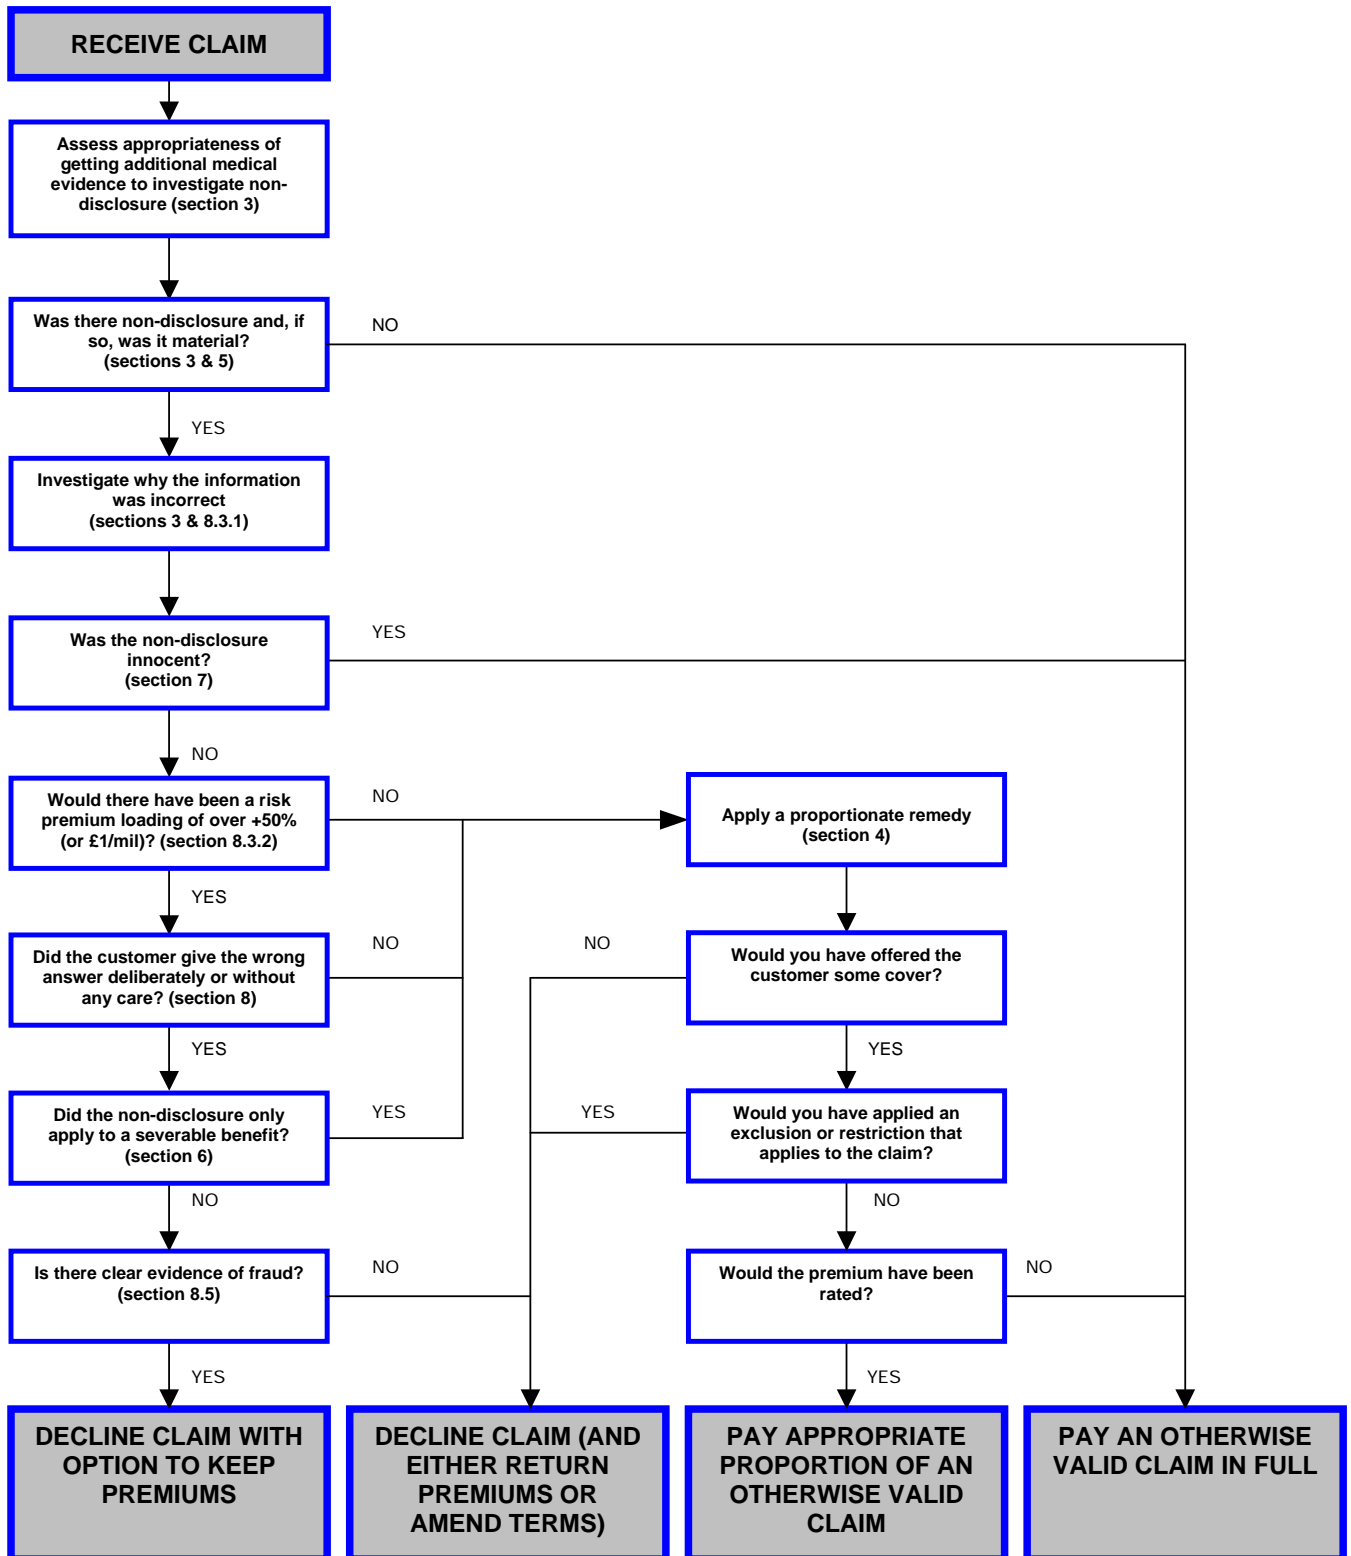 RECEIVE CLAIM
Assess appropriateness of
getting additional medical
evidence to investigate non-
disclosure (section 3)
Was there non-disclosure and, if
so, was it material?
(sections 3 & 5)
NO
YES
Investigate why the information
was incorrect
(sections 3 & 8.3.1)
Was the non-disclosure
innocent?
(section 7)
YES
NO
Would there have been a risk
premium loading of over +50%
(or £1/mil)? (section 8.3.2)
NO
Apply a proportionate remedy
(section 4)
YES
Did the customer give the wrong
answer deliberately or without
any care? (section 8)
NO
NO
Would you have offered the
customer some cover?
YES
YES
Did the non-disclosure only
apply to a severable benefit?
(section 6)
YES
YES
Would you have applied an
exclusion or restriction that
applies to the claim?
NO
NO
Is there clear evidence of fraud?
(section 8.5)
NO
Would the premium have been
rated?
NO
YES
YES
DECLINE CLAIM WITH
OPTION TO KEEP
PREMIUMS
DECLINE CLAIM (AND
EITHER RETURN
PREMIUMS OR
AMEND TERMS)
PAY APPROPRIATE
PROPORTION OF AN
OTHERWISE VALID
CLAIM
PAY AN OTHERWISE
VALID CLAIM IN FULL